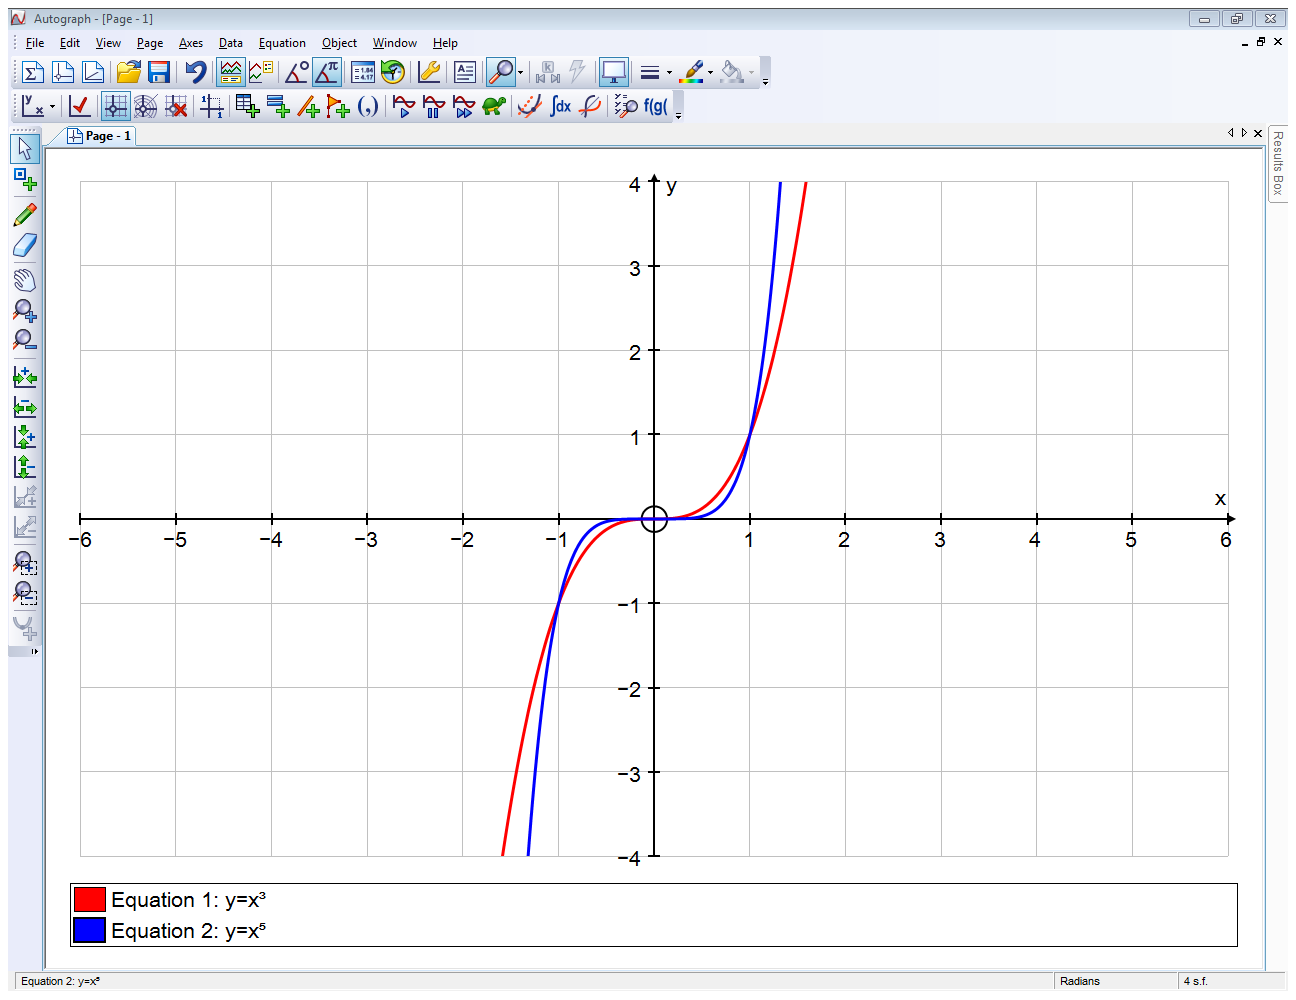 Autograph - [Page - 1]
File Edit View Page Axes Data Equation Object Window Help
y x ∫dx f(g(
Page - 1
Results Box
y
4
3
2
1
x
−6 −5 −4 −3 −2 −1 1 2 3 4 5 6
−1
−2
−3
−4
Equation 1: y=x³
Equation 2: y=x⁵
Equation 2: y=x⁵ Radians 4 s.f.